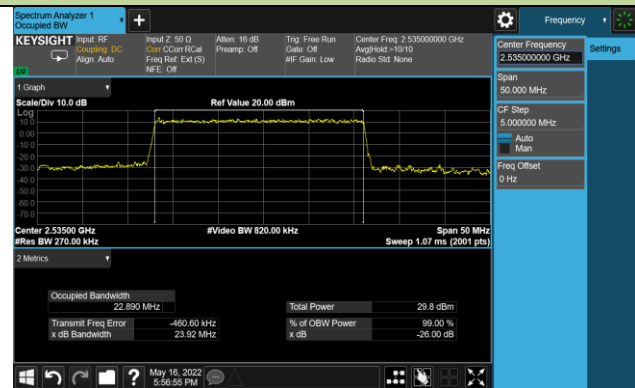 Spectrum Analyzer 1
Occupied BW
Frequency
KEYSIGHT
Input: RF
Coupling: DC
Align: Auto
Input Z: 50 Ω
Corr CCorr RCal
Freq Ref: Ext (S)
NFE: Off
Atten: 16 dB
Preamp: Off
Trig: Free Run
Gate: Off
#IF Gain: Low
Center Freq: 2.535000000 GHz
Avg|Hold:>10/10
Radio Std: None
Center Frequency
2.535000000 GHz
Settings
Span
50.000 MHz
CF Step
5.000000 MHz
Auto
Man
Freq Offset
0 Hz
1 Graph
Scale/Div 10.0 dB
Ref Value 20.00 dBm
Log
10.0
0.00
-10.0
-20.0
-30.0
-40.0
-50.0
-60.0
-70.0
Center 2.53500 GHz
#Video BW 820.00 kHz
Span 50 MHz
#Res BW 270.00 kHz
Sweep 1.07 ms (2001 pts)
2 Metrics
Occupied Bandwidth
22.890 MHz
Total Power 29.8 dBm
Transmit Freq Error -460.60 kHz
% of OBW Power 99.00 %
x dB Bandwidth 23.92 MHz
x dB -26.00 dB
?
May 16, 2022
5:56:55 PM